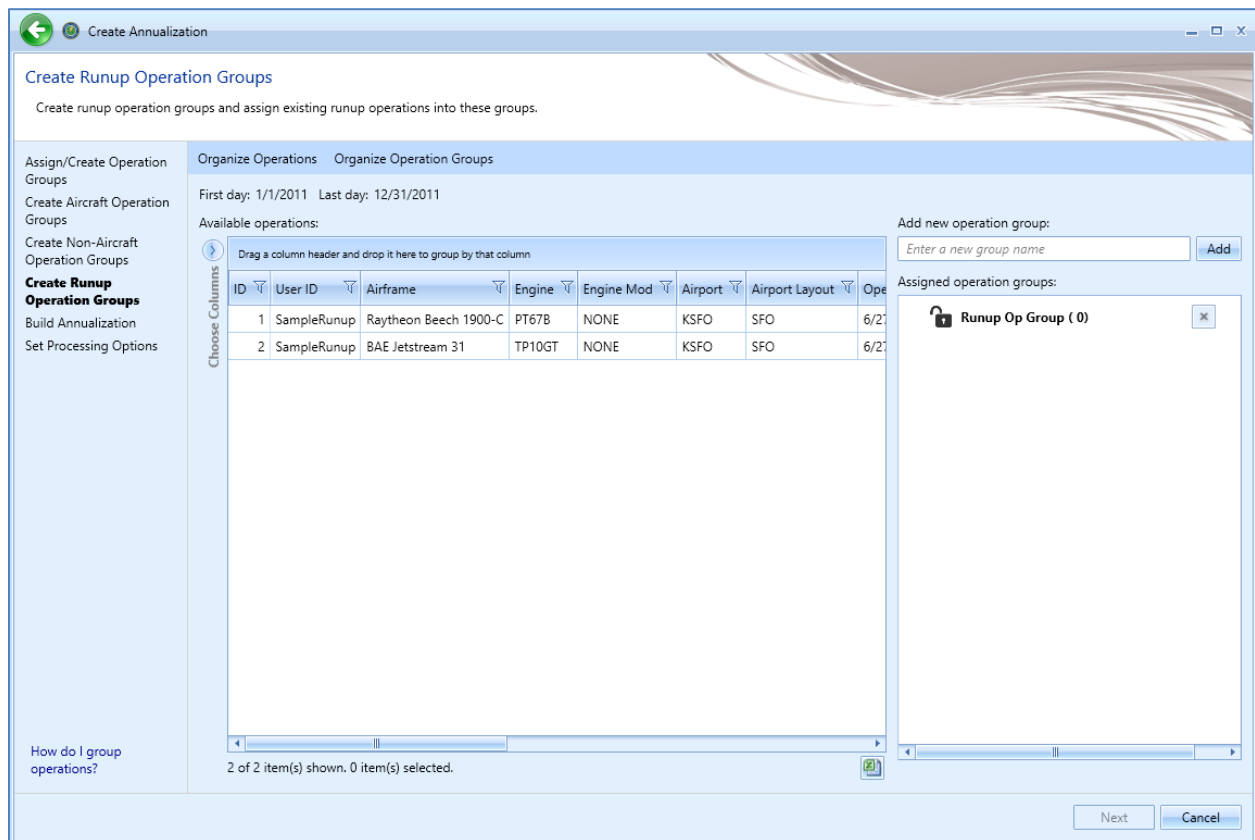 Create Annualization
Create Runup Operation Groups
Create runup operation groups and assign existing runup operations into these groups.
Assign/Create Operation
Groups
Create Aircraft Operation
Groups
Create Non-Aircraft
Operation Groups
Create Runup
Operation Groups
Build Annualization
Set Processing Options
How do I group
operations?
Organize Operations Organize Operation Groups
First day: 1/1/2011 Last day: 12/31/2011
Available operations:
Choose Columns
Drag a column header and drop it here to group by that column
ID User ID Airframe Engine Engine Mod Airport Airport Layout Ope
1 SampleRunup Raytheon Beech 1900-C PT67B NONE KSFO SFO 6/27
2 SampleRunup BAE Jetstream 31 TP10GT NONE KSFO SFO 6/27
2 of 2 item(s) shown. 0 item(s) selected.
Add new operation group:
Enter a new group name Add
Assigned operation groups:
Runup Op Group ( 0)
Next Cancel